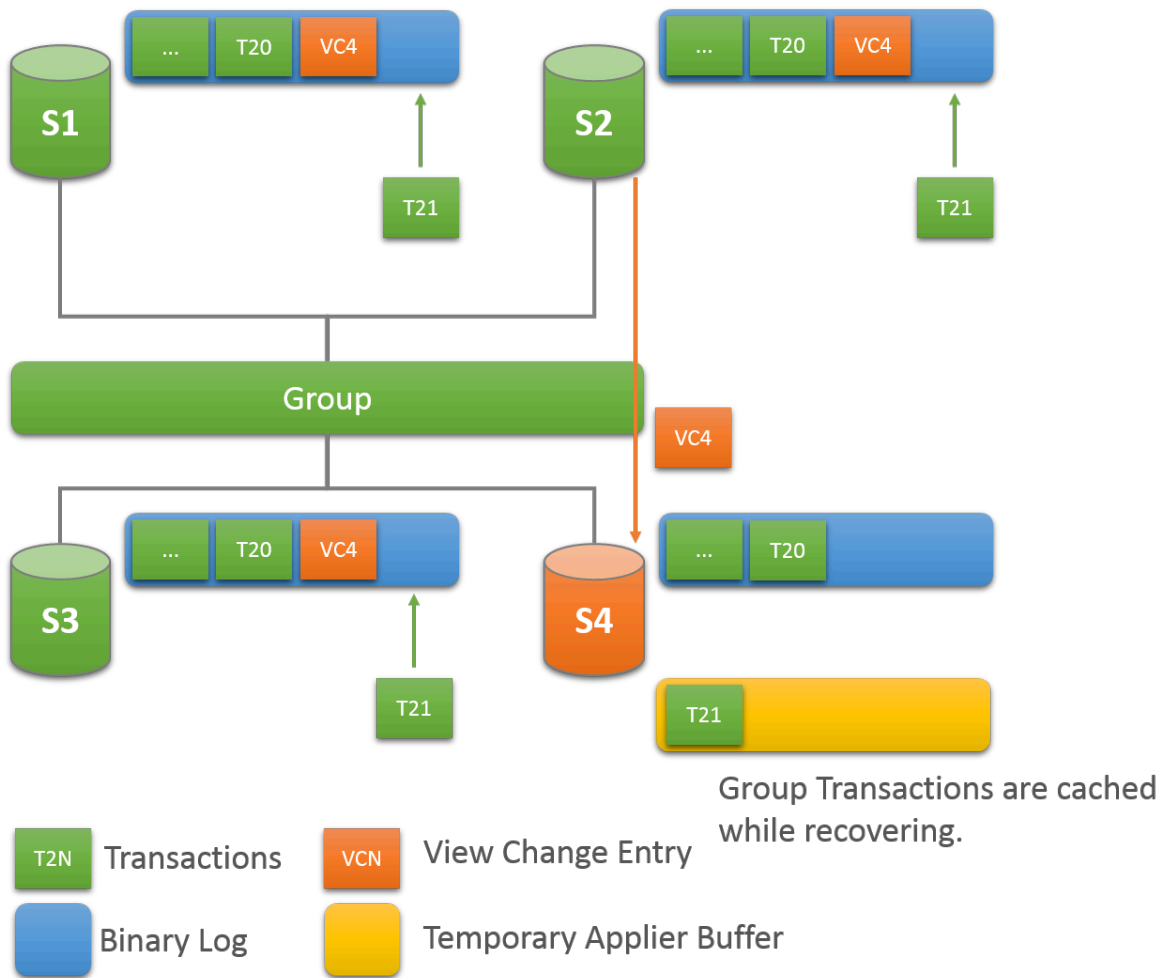 ... T20 VC4
... T20 VC4
S1
S2
T21
T21
Group
VC4
... T20 VC4
... T20
S3
S4
T21
T21
Group Transactions are cached
while recovering.
T2N Transactions
VCN View Change Entry
Binary Log
Temporary Applier Buffer